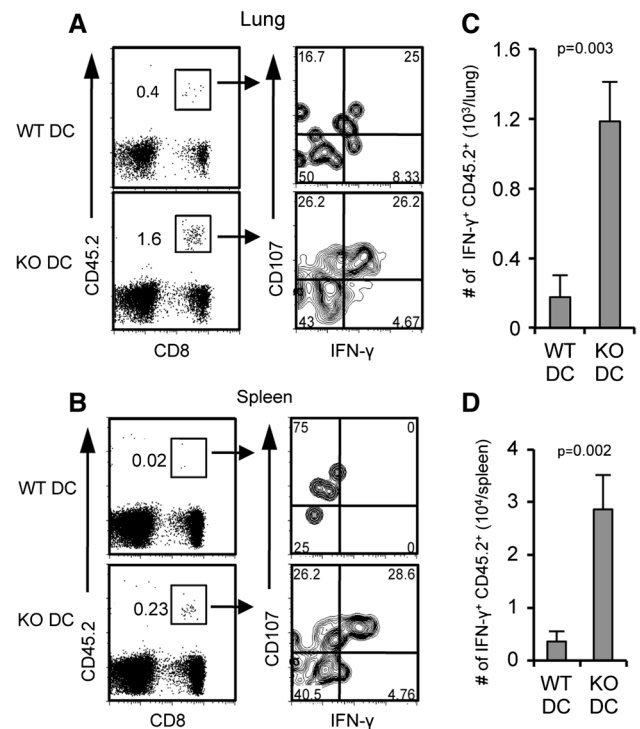 A
Lung
WT DC
KO DC
CD45.2
0.4
1.6
CD8
CD107
16.7
25
50
8.33
26.2
26.2
43
4.67
IFN-γ
C
# of IFN-γ⁺ CD45.2⁺ (10³/lung)
p=0.003
1.6
1.2
0.8
0.4
0
WT
DC
KO
DC
B
Spleen
WT DC
KO DC
CD45.2
0.02
0.23
CD8
CD107
75
0
25
0
26.2
28.6
40.5
4.76
IFN-γ
D
# of IFN-γ⁺ CD45.2⁺ (10⁴/spleen)
p=0.002
4
3
2
1
0
WT
DC
KO
DC